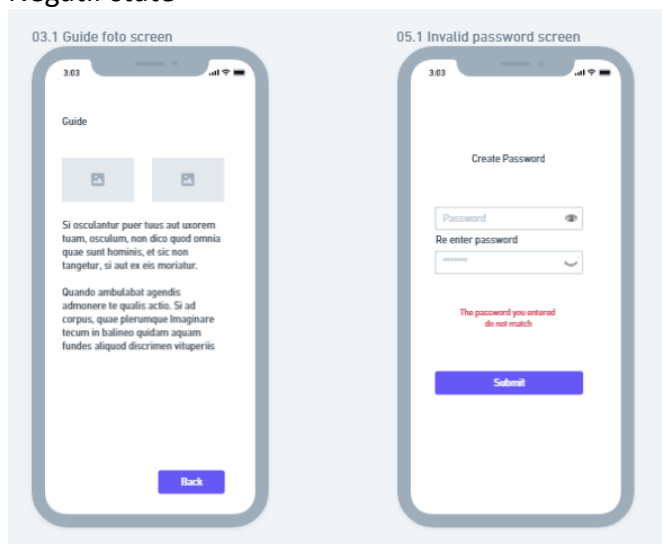 03.1 Guide foto screen
3:03
Guide
Si osculantur puer tuus aut uxorem
tuam, osculum, non dico quod omnia
quae sunt hominis, et sic non
tangetur, si aut ex eis moriatur.
Quando ambulabat agendis
admonere te qualis actio. Si ad
corpus, quae plerumque Imaginare
tecum in balineo quidam aquam
fundes aliquod discrimen vituperiis
Back
05.1 Invalid password screen
3:03
Create Password
Password
Re enter password
The password you entered
do not match
Submit